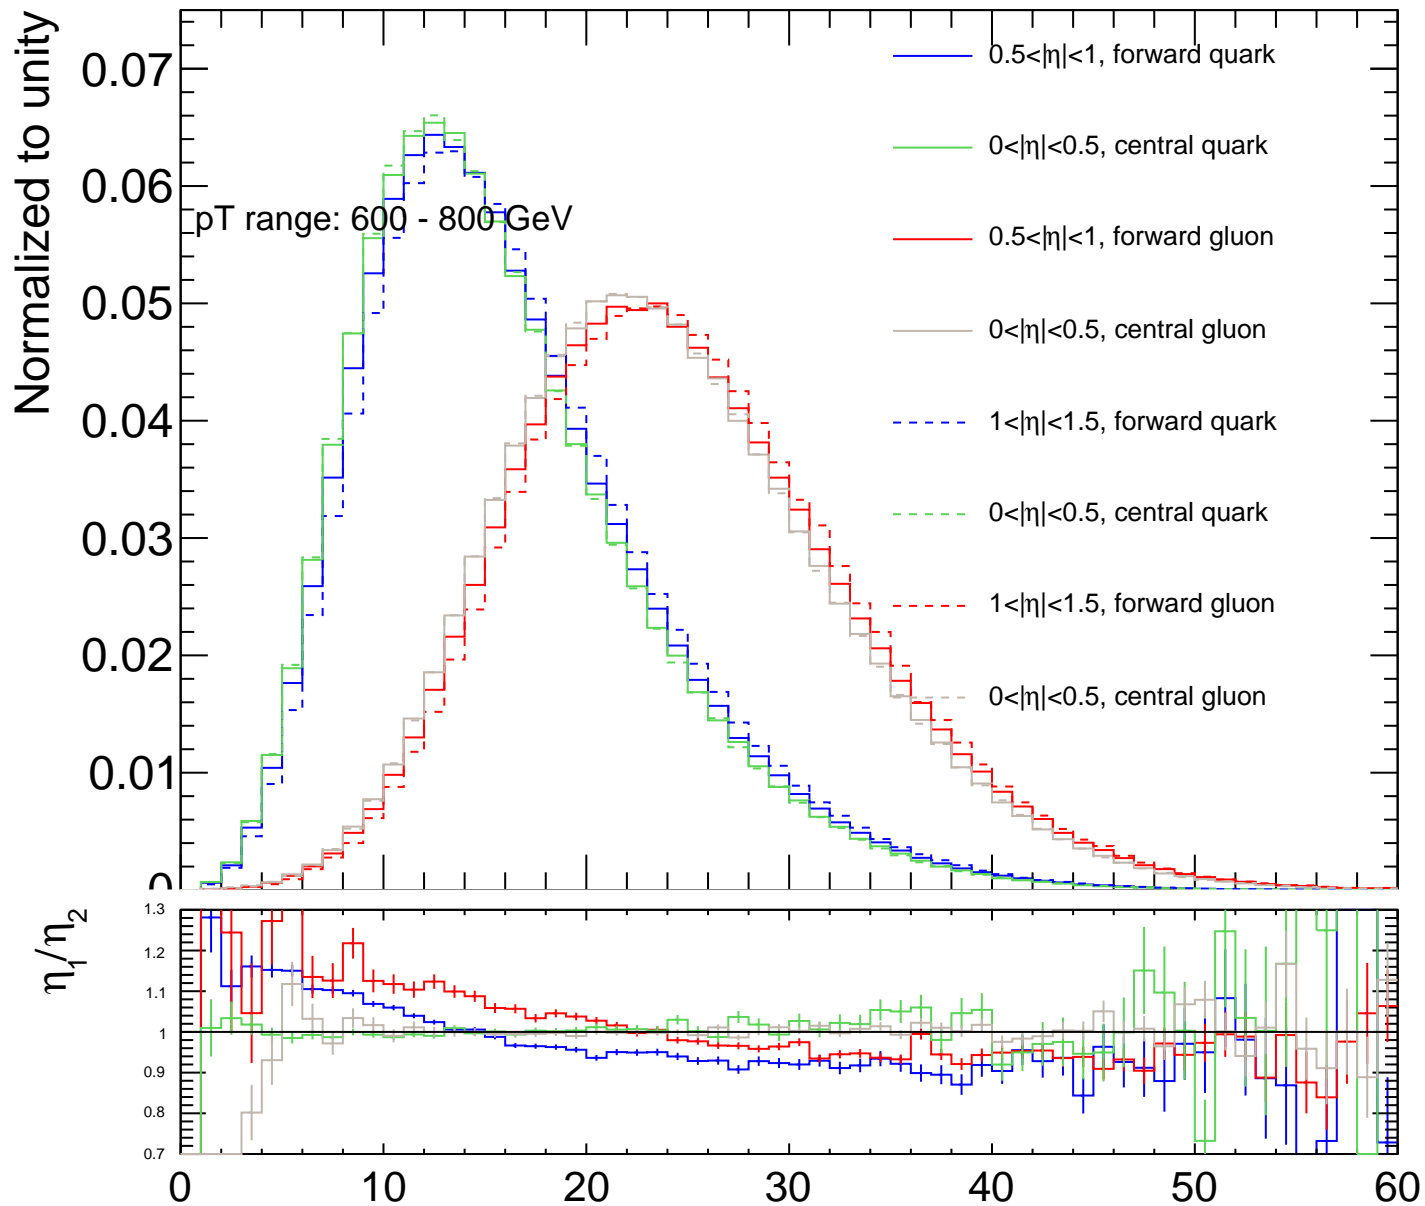 Normalized to unity
0.07
0.06
0.05
0.04
0.03
0.02
0.01
0
pT range: 600 - 800 GeV
0.5<|η|<1, forward quark
0<|η|<0.5, central quark
0.5<|η|<1, forward gluon
0<|η|<0.5, central gluon
1<|η|<1.5, forward quark
0<|η|<0.5, central quark
1<|η|<1.5, forward gluon
0<|η|<0.5, central gluon
η1/η2
1.3
1.2
1.1
1
0.9
0.8
0.7
0 10 20 30 40 50 60